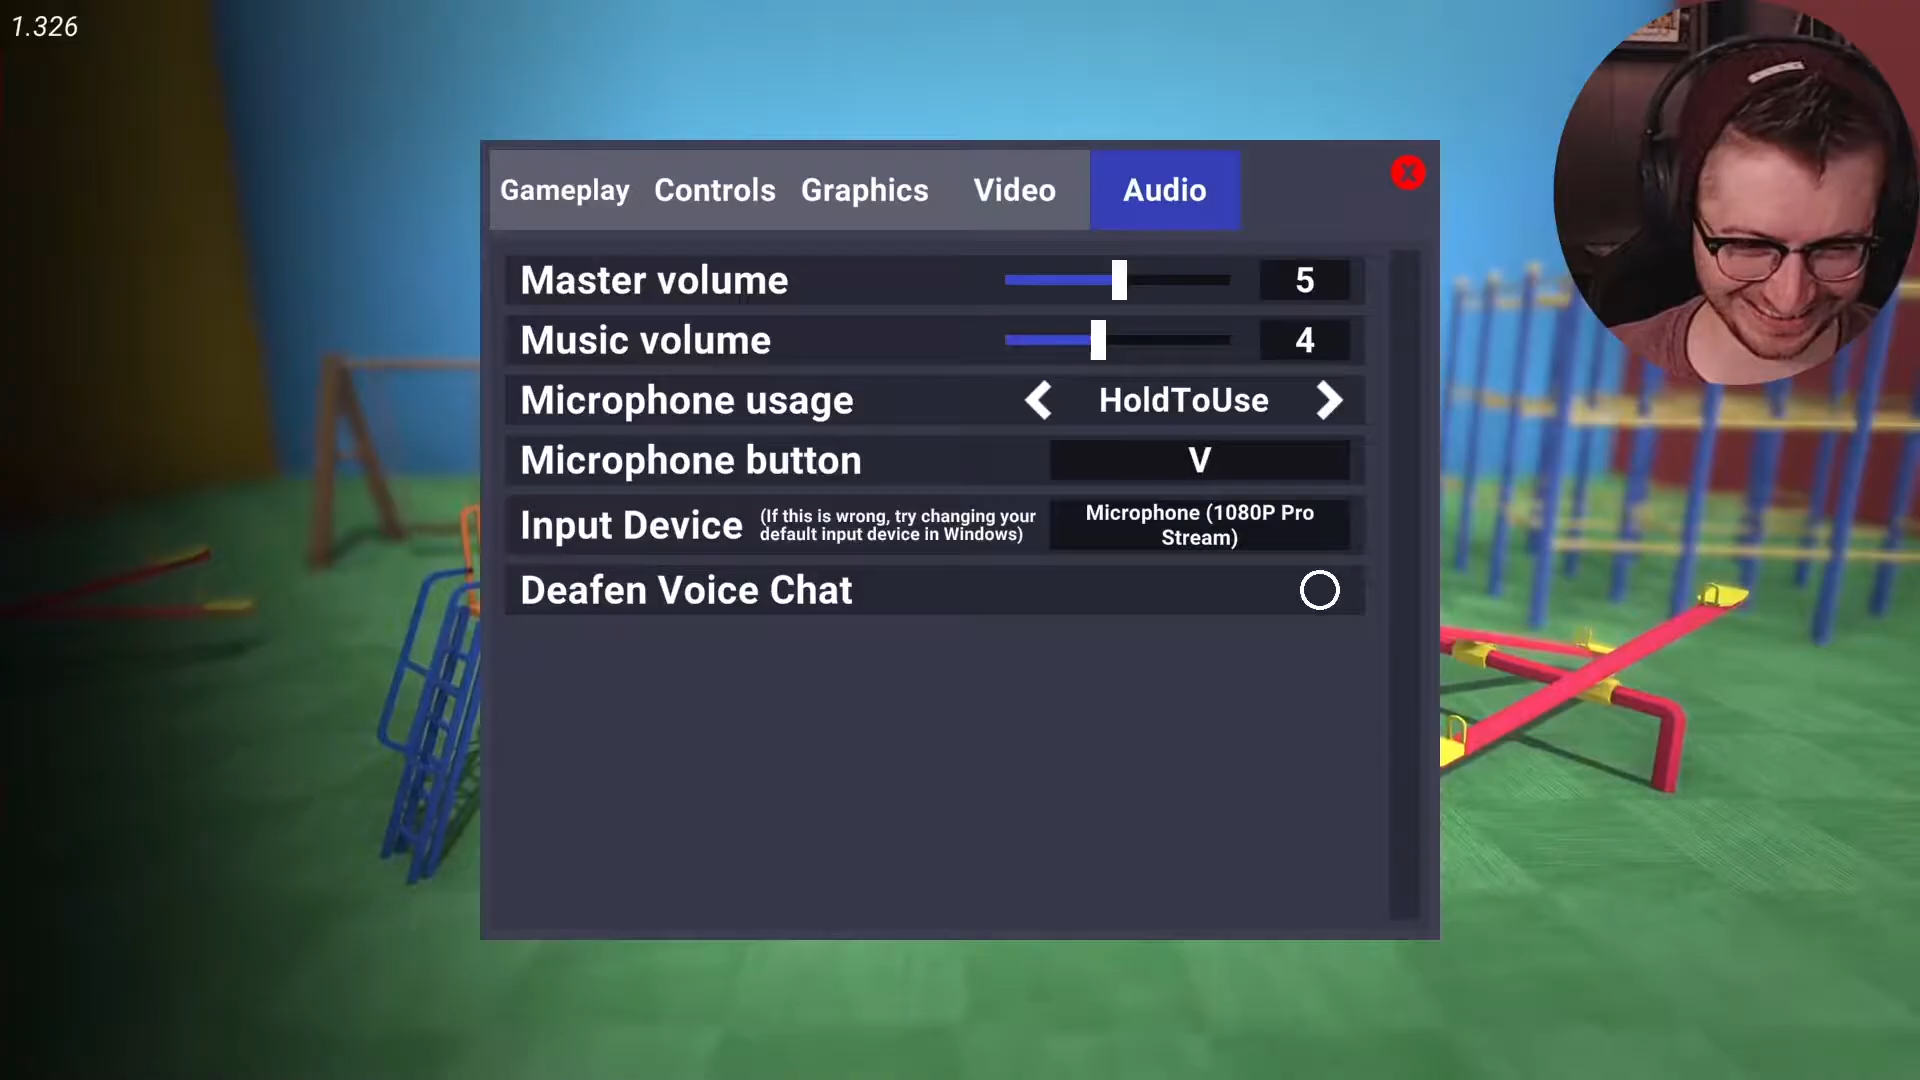 1.326
Gameplay Controls Graphics Video Audio
X
Master volume 5
Music volume 4
Microphone usage HoldToUse
Microphone button V
Input Device (If this is wrong, try changing your
default input device in Windows)
Microphone (1080P Pro
Stream)
Deafen Voice Chat